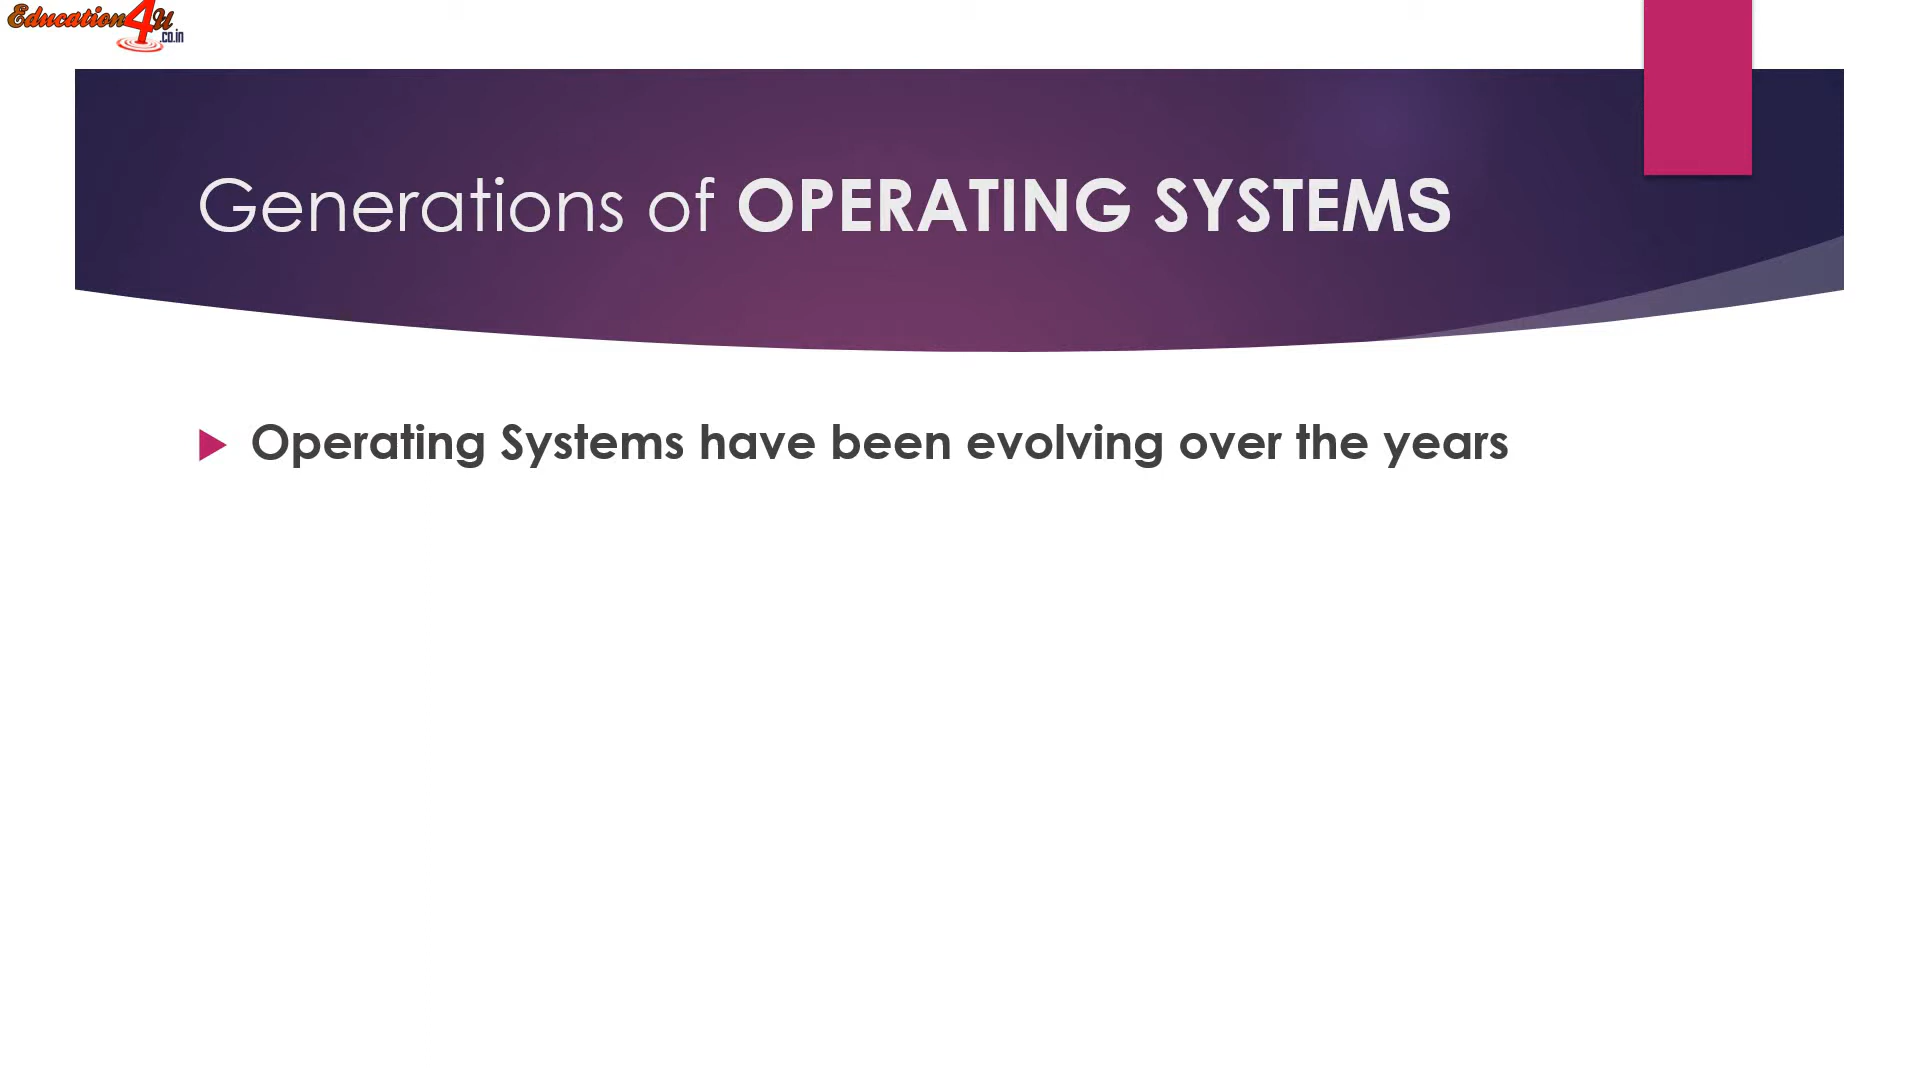 Education4u
.co.in
Generations of OPERATING SYSTEMS
Operating Systems have been evolving over the years